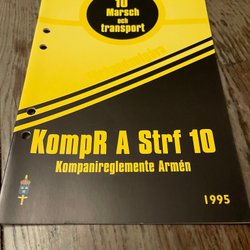 10
Marsch
och
transport
KompR A Strf 10
Kompanireglemente Armén
1995